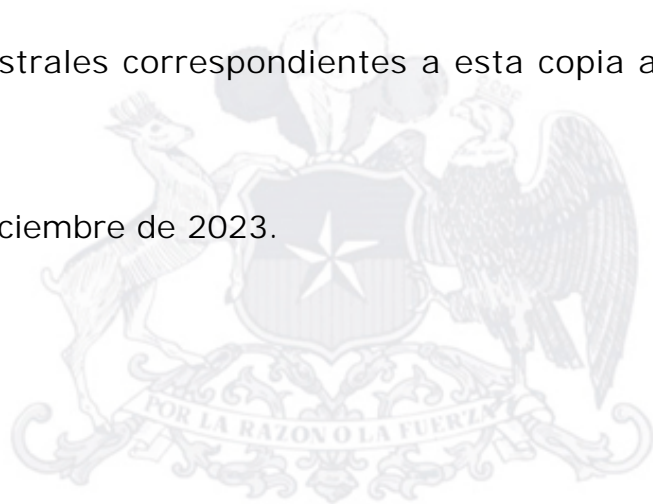 strales correspondientes a esta copia a
ciembre de 2023.
POR LA RAZON O LA FUERZA